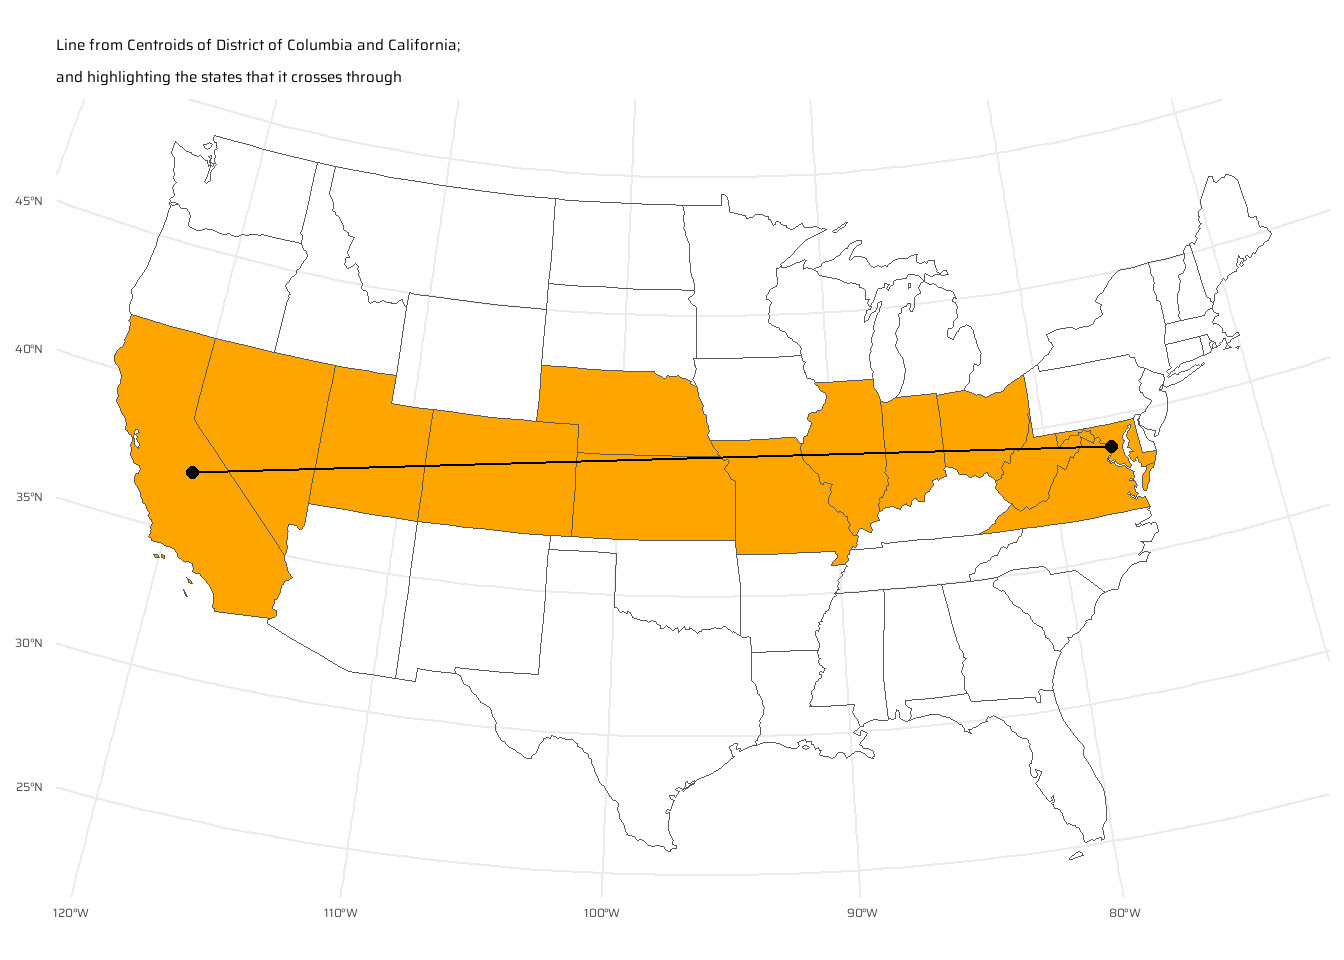 Line from Centroids of District of Columbia and California;
and highlighting the states that it crosses through
45°N
40°N
35°N
30°N
25°N
120°W 110°W 100°W 90°W 80°W